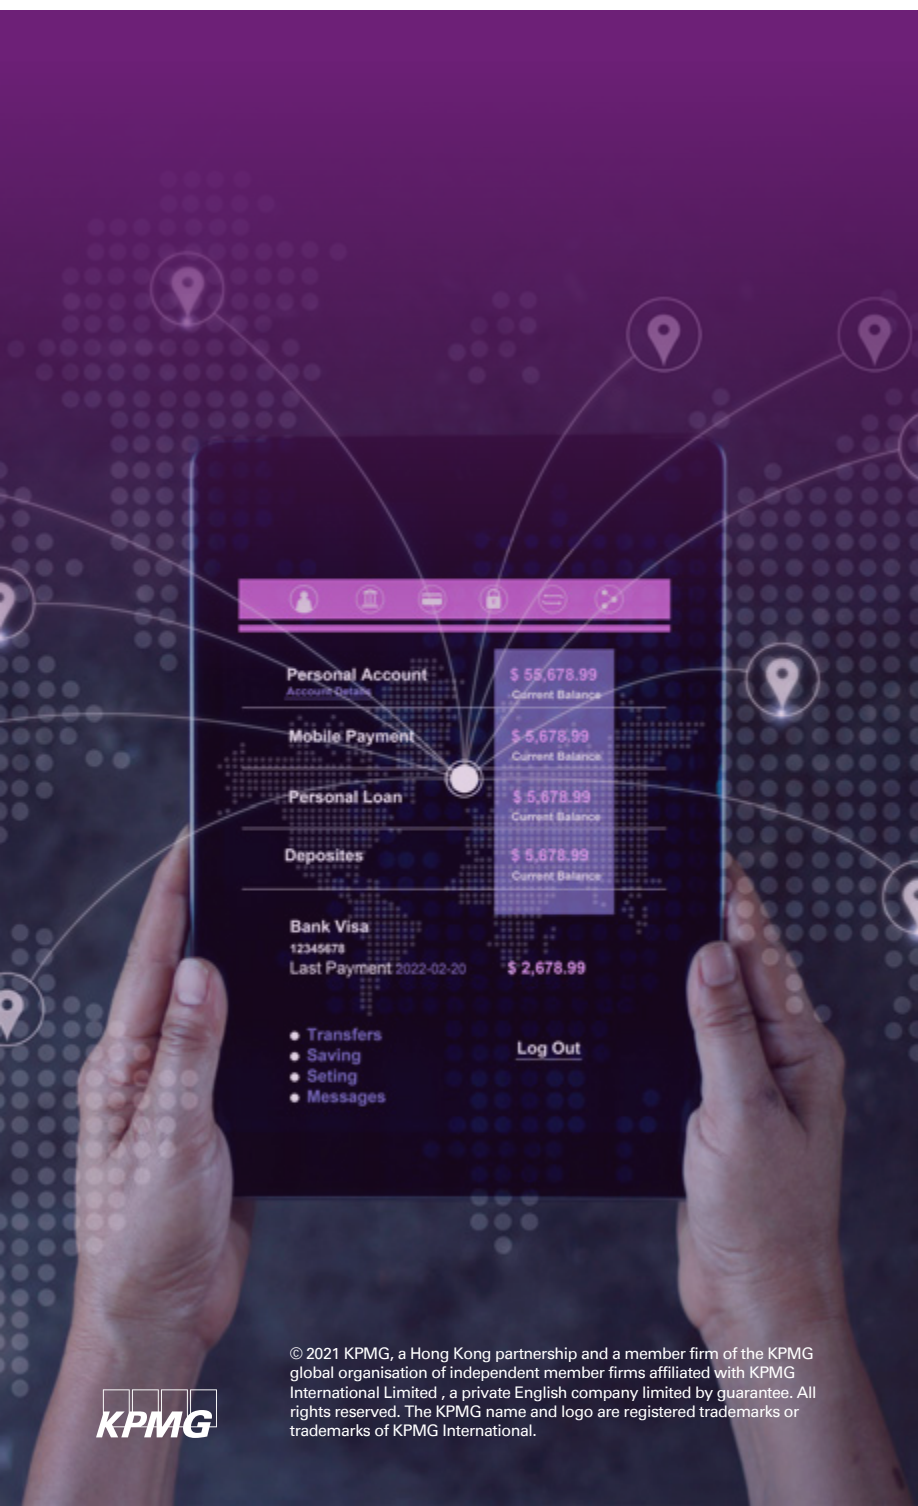 Personal Account
$ 55,678.99
Account Details
Current Balance
Mobile Payment
$ 5,678.99
Current Balance
Personal Loan
$ 5,678.99
Current Balance
Deposites
$ 5,678.99
Current Balance
Bank Visa
12345678
Last Payment 2022-02-20
$ 2,678.99
Transfers
Saving
Seting
Messages
Log Out
© 2021 KPMG, a Hong Kong partnership and a member firm of the KPMG
global organisation of independent member firms affiliated with KPMG
International Limited , a private English company limited by guarantee. All
rights reserved. The KPMG name and logo are registered trademarks or
trademarks of KPMG International.
KPMG